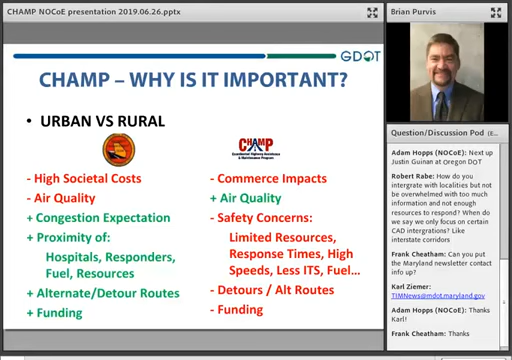 CHAMP NOCoE presentation 2019.06.26.pptx
GDOT
CHAMP – WHY IS IT IMPORTANT?
• URBAN VS RURAL
CHAMP
- High Societal Costs
- Air Quality
+ Congestion Expectation
+ Proximity of:
Hospitals, Responders,
Fuel, Resources
+ Alternate/Detour Routes
+ Funding
- Commerce Impacts
+ Air Quality
- Safety Concerns:
Limited Resources,
Response Times, High
Speeds, Less ITS, Fuel...
- Detours / Alt Routes
- Funding
Brian Purvis
Question/Discussion Pod (E...
Adam Hopps (NOCoE): Next up
Justin Guinan at Oregon DOT
Robert Rabe: How do you
intergrate with localities but not
be overwhelmed with too much
information and not enough
resources to respond? When
do we say we only focus on
certain CAD intergrations? Like
interstate corridors
Frank Cheatham: Can you put
the Maryland newsletter contact
info up?
Karl Ziemer:
TIMNews@mdot.maryland.gov
Adam Hopps (NOCoE): Thanks
Karl!
Frank Cheatham: Thanks